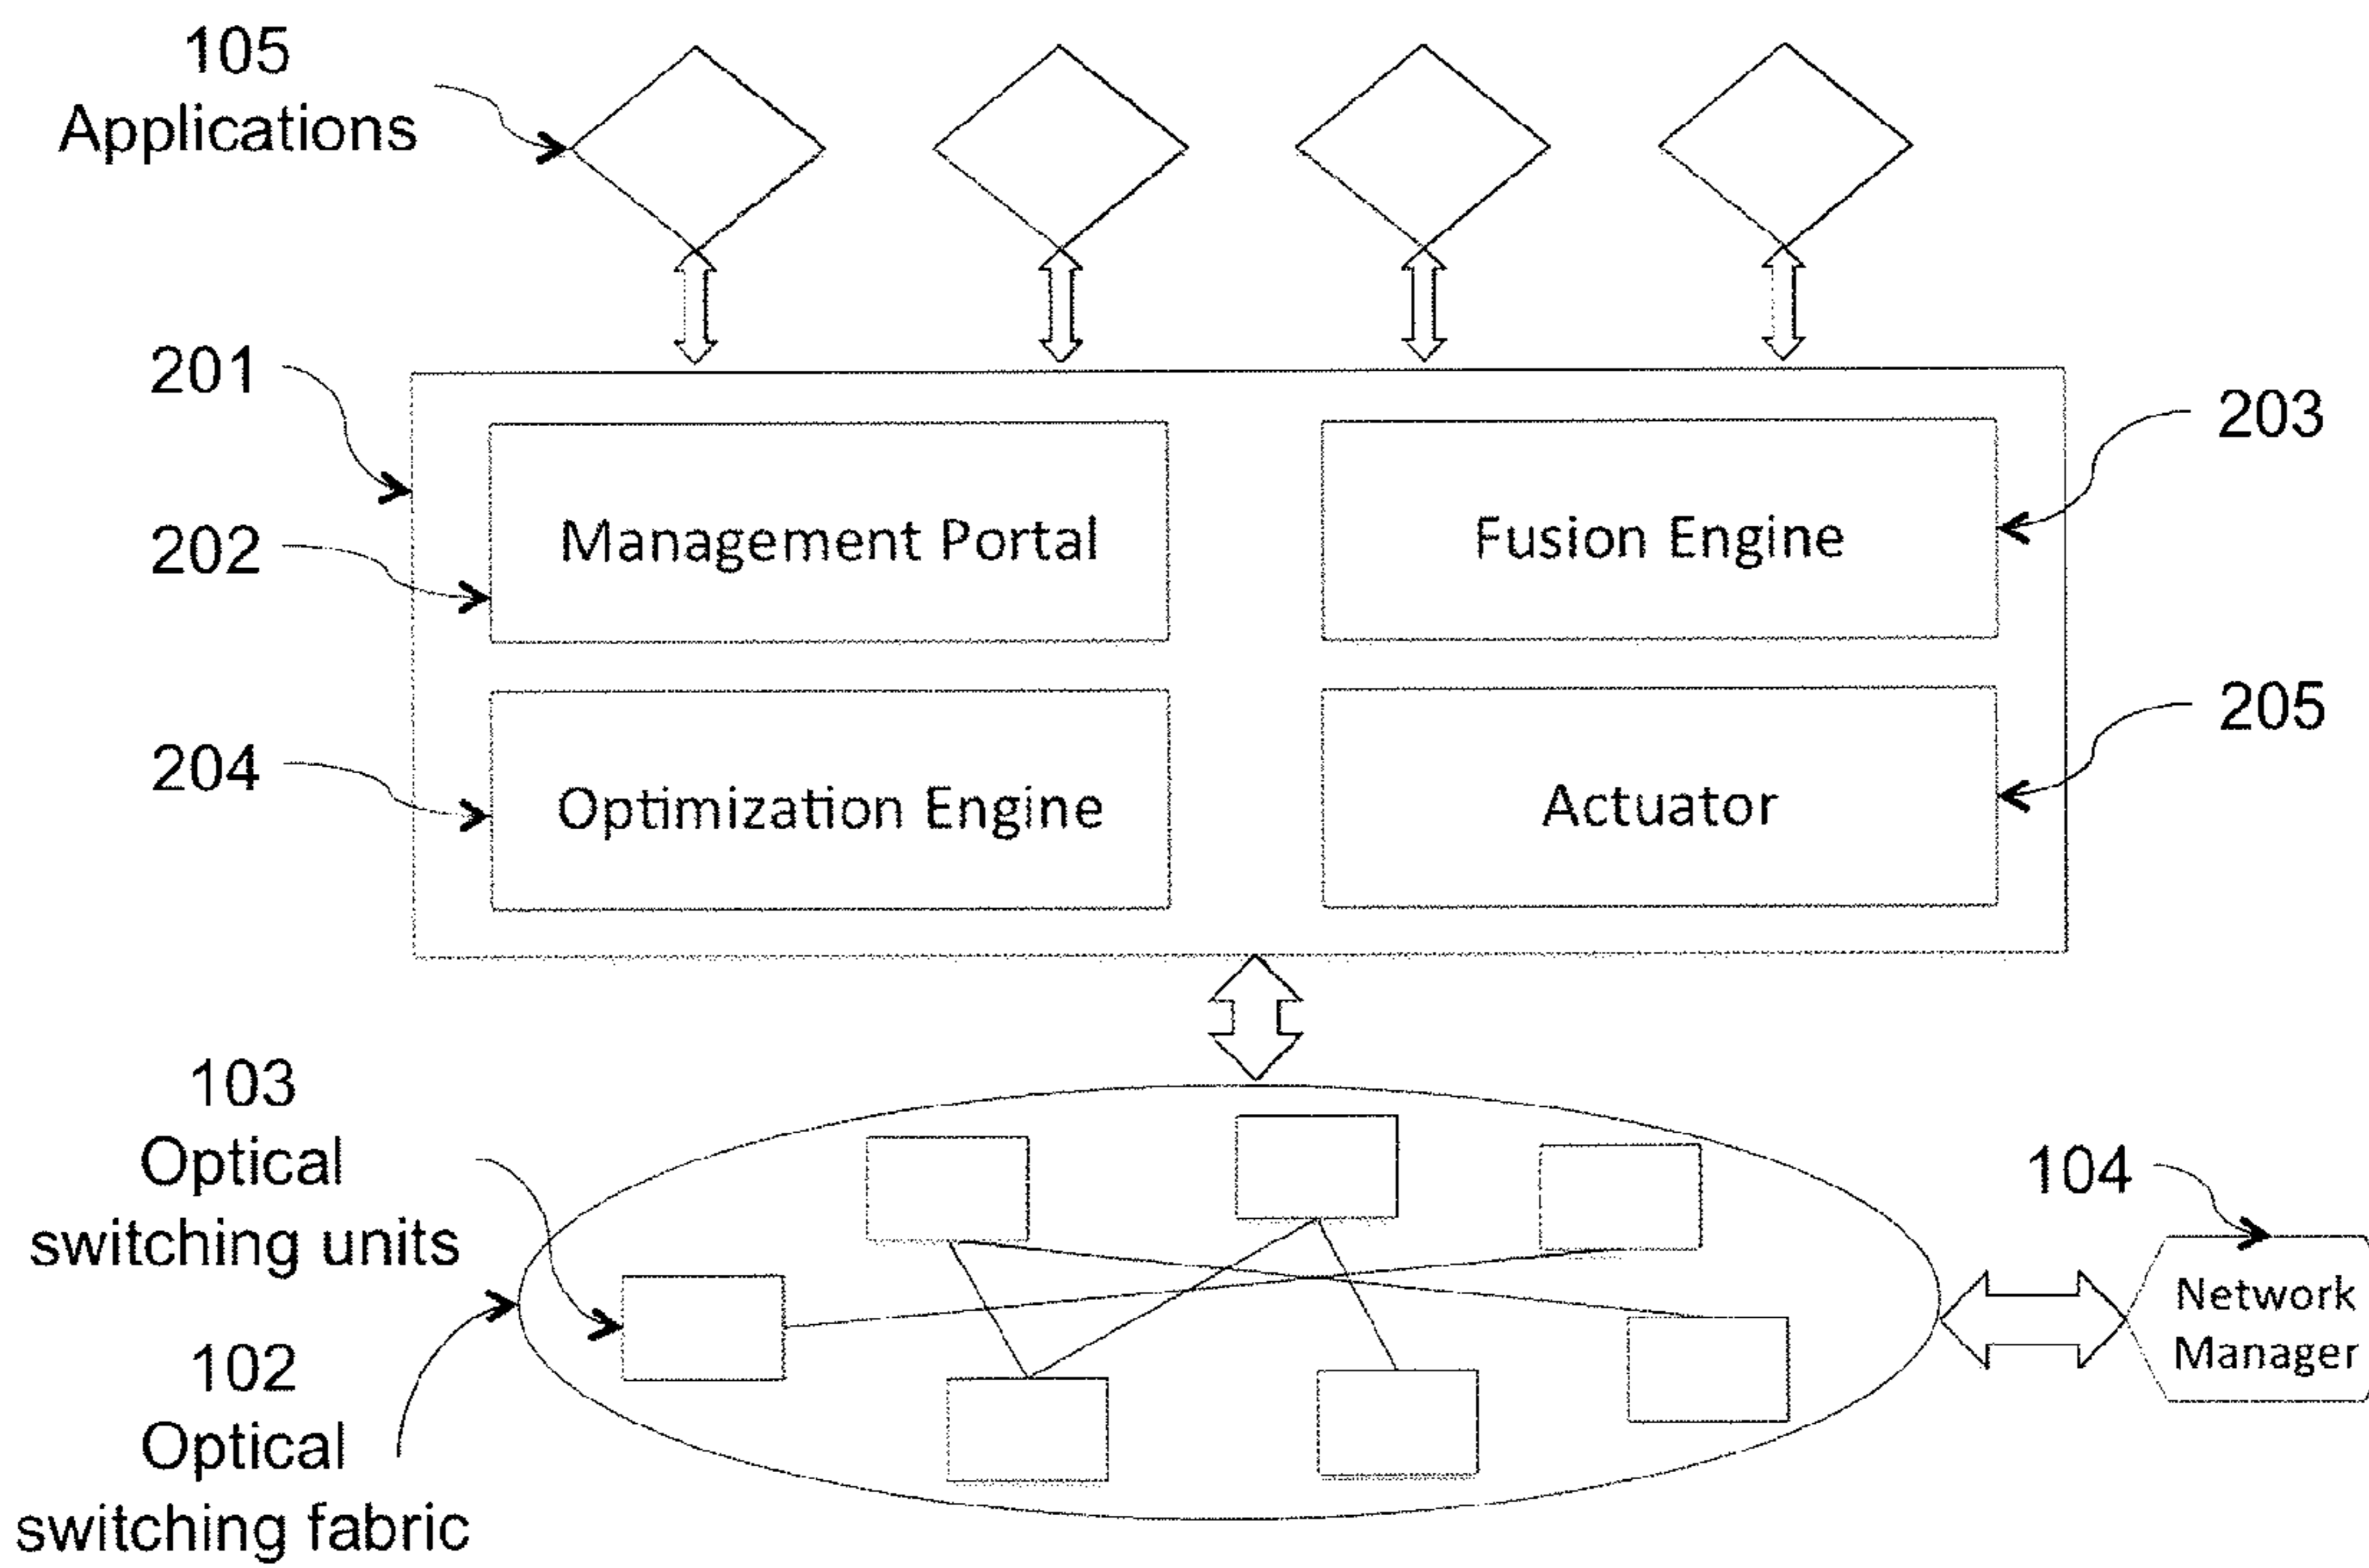 105
Applications
201
203
202
Management Portal
Fusion Engine
204
205
Optimization Engine
Actuator
103
Optical
switching units
104
Network
Manager
102
Optical
switching fabric